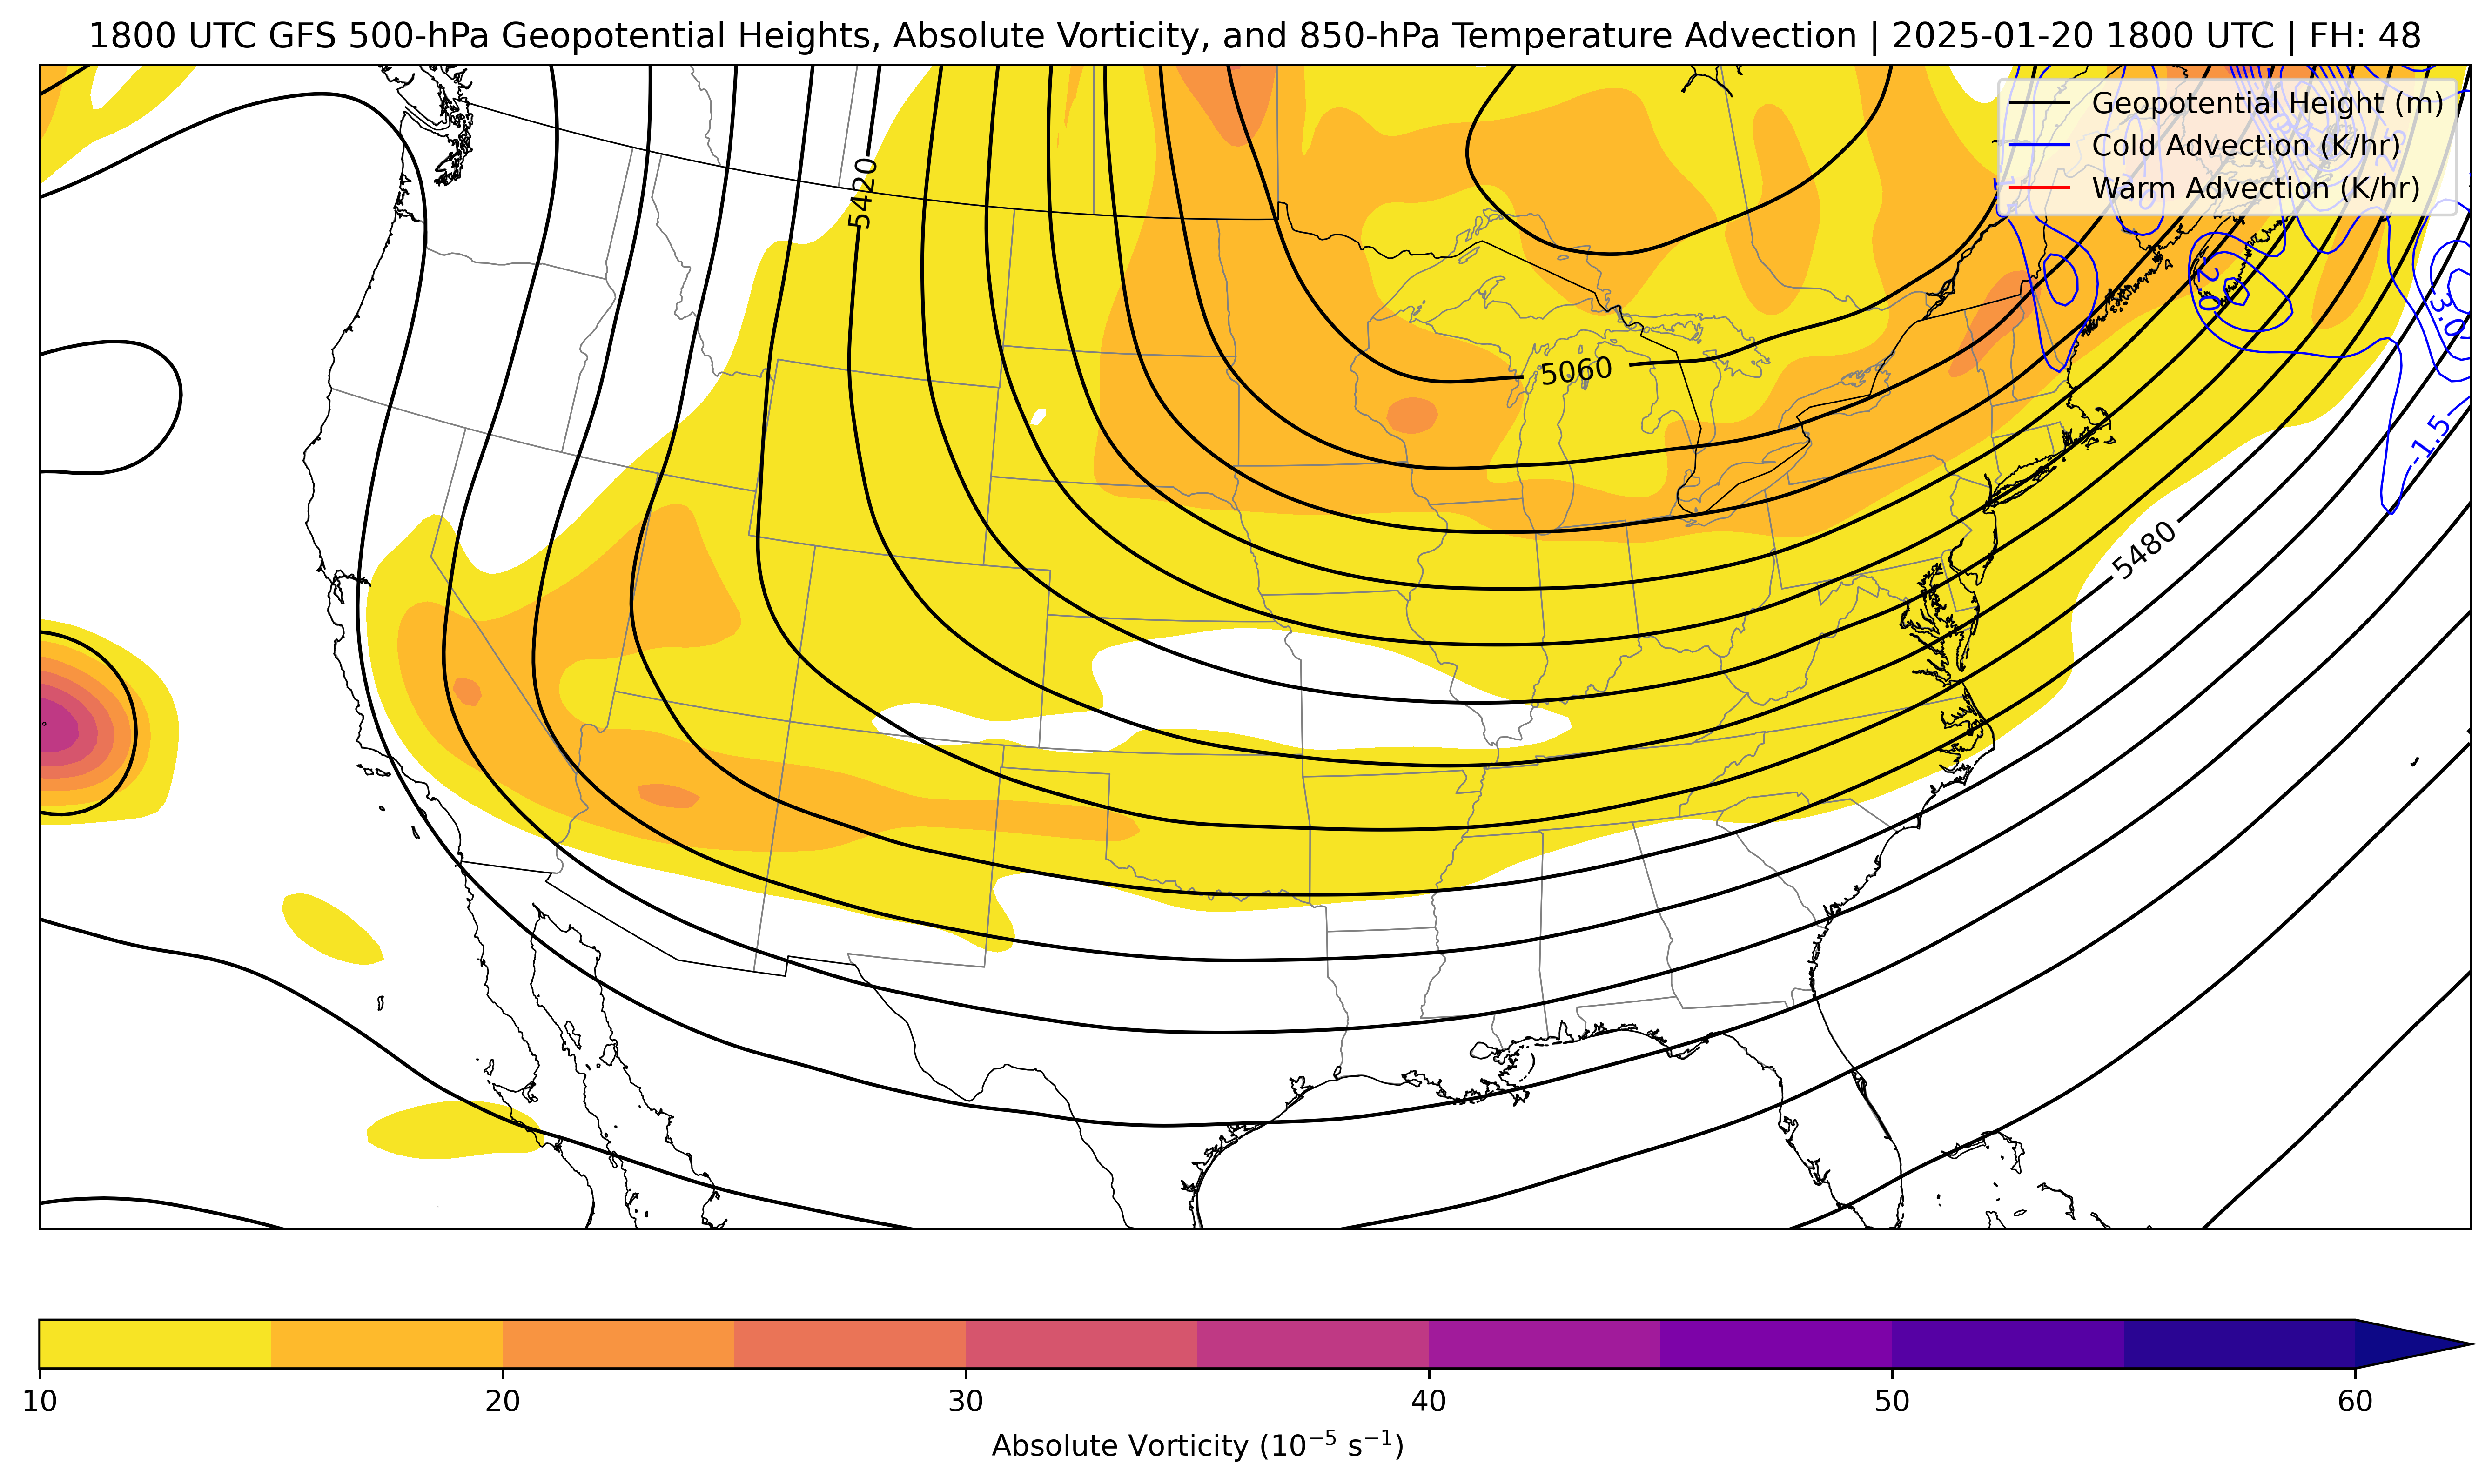 1800 UTC GFS 500-hPa Geopotential Heights, Absolute Vorticity, and 850-hPa Temperature Advection | 2025-01-20 1800 UTC | FH: 48
Geopotential Height (m)
Cold Advection (K/hr)
Warm Advection (K/hr)
5420
5060
-3.0
-1.5
5480
10 20 30 40 50 60
Absolute Vorticity (10⁻⁵ s⁻¹)